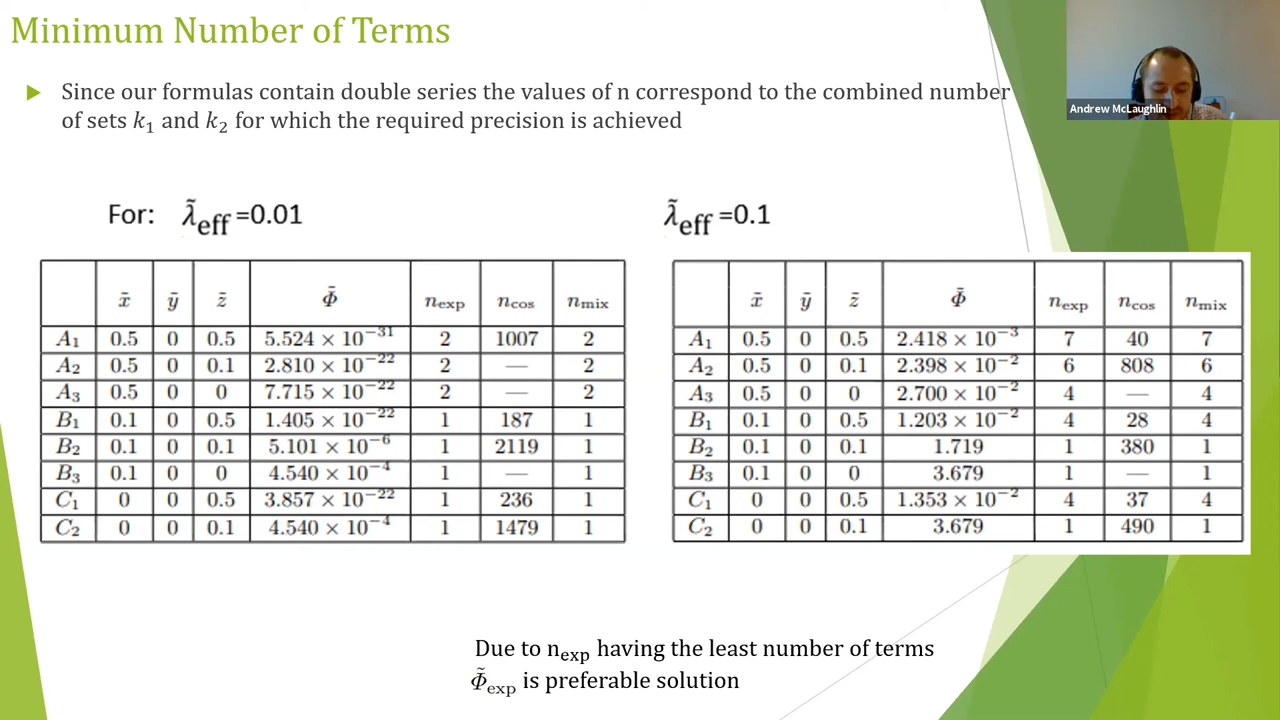 Minimum Number of Terms
Since our formulas contain double series the values of n correspond to the combined number
of sets k₁ and k₂ for which the required precision is achieved
Andrew McLaughlin
For: λ̃eff =0.01
x̃ ỹ z̃ Φ̃ nexp ncos nmix
A₁ 0.5 0 0.5 5.524 × 10⁻³¹ 2 1007 2
A₂ 0.5 0 0.1 2.810 × 10⁻²² 2 — 2
A₃ 0.5 0 0 7.715 × 10⁻²² 2 — 2
B₁ 0.1 0 0.5 1.405 × 10⁻²² 1 187 1
B₂ 0.1 0 0.1 5.101 × 10⁻⁶ 1 2119 1
B₃ 0.1 0 0 4.540 × 10⁻⁴ 1 — 1
C₁ 0 0 0.5 3.857 × 10⁻²² 1 236 1
C₂ 0 0 0.1 4.540 × 10⁻⁴ 1 1479 1
λ̃eff =0.1
x̃ ỹ z̃ Φ̃ nexp ncos nmix
A₁ 0.5 0 0.5 2.418 × 10⁻³ 7 40 7
A₂ 0.5 0 0.1 2.398 × 10⁻² 6 808 6
A₃ 0.5 0 0 2.700 × 10⁻² 4 — 4
B₁ 0.1 0 0.5 1.203 × 10⁻² 4 28 4
B₂ 0.1 0 0.1 1.719 1 380 1
B₃ 0.1 0 0 3.679 1 — 1
C₁ 0 0 0.5 1.353 × 10⁻² 4 37 4
C₂ 0 0 0.1 3.679 1 490 1
Due to nexp having the least number of terms
Φ̃exp is preferable solution